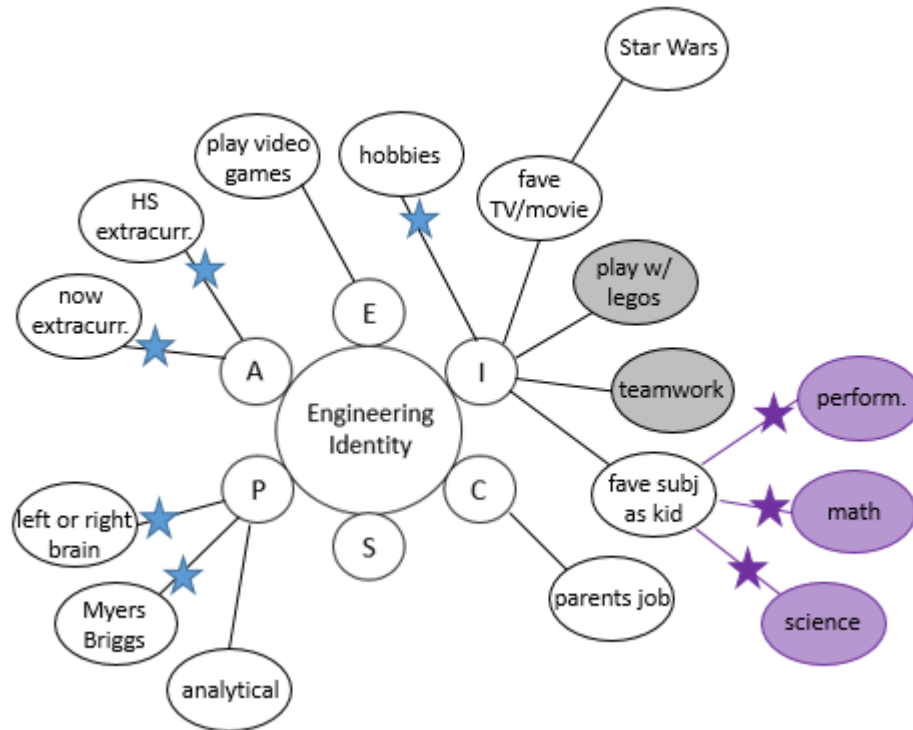 Star Wars
play video
games
hobbies
fave
TV/movie
HS
extracurr.
play w/
legos
now
extracurr.
E
A
I
teamwork
perform.
Engineering
Identity
P
C
fave subj
as kid
math
left or right
brain
S
parents job
Myers
Briggs
science
analytical